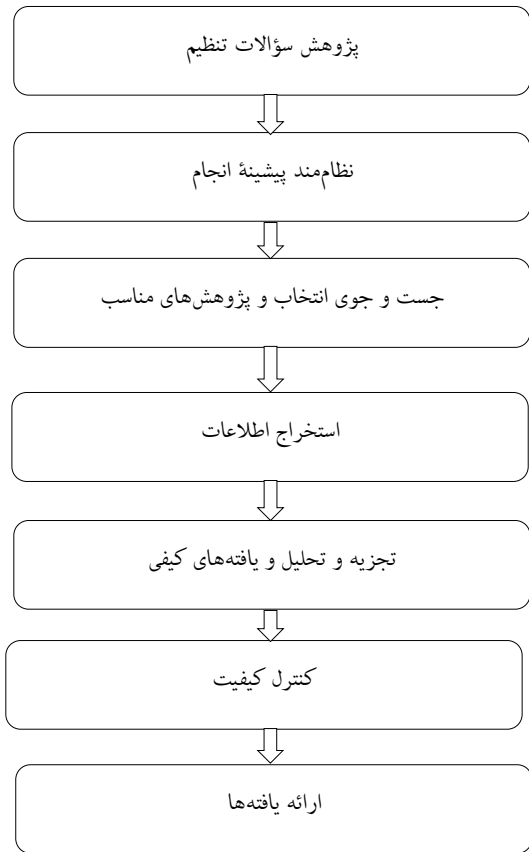 پژوهش سؤالات تنظیم
نظام‌مند پیشینهٔ انجام
جست و جوی انتخاب و پژوهش‌های مناسب
استخراج اطلاعات
تجزیه و تحلیل و یافته‌های کیفی
کنترل کیفیت
ارائه یافته‌ها